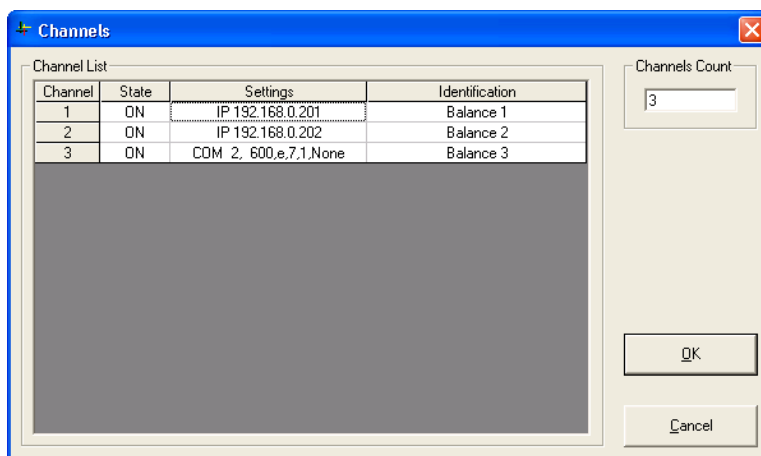 Channels
Channel List
Channel State Settings Identification
1 ON IP 192.168.0.201 Balance 1
2 ON IP 192.168.0.202 Balance 2
3 ON COM 2, 600,e,7,1,None Balance 3
Channels Count
3
OK
Cancel